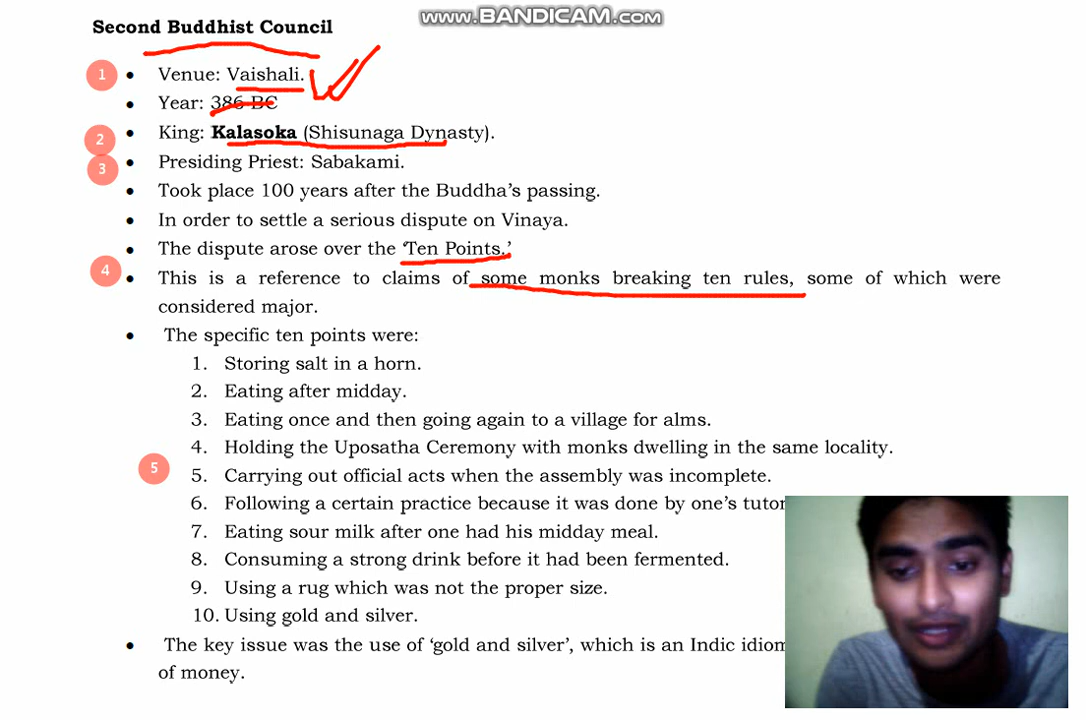 www.BANDICAM.com
Second Buddhist Council
1 • Venue: Vaishali.
• Year: 386 BC
2 • King: Kalasoka (Shisunaga Dynasty).
3 • Presiding Priest: Sabakami.
• Took place 100 years after the Buddha's passing.
• In order to settle a serious dispute on Vinaya.
• The dispute arose over the 'Ten Points.'
4 • This is a reference to claims of some monks breaking ten rules, some of which were
considered major.
• The specific ten points were:
1. Storing salt in a horn.
2. Eating after midday.
3. Eating once and then going again to a village for alms.
4. Holding the Uposatha Ceremony with monks dwelling in the same locality.
5 5. Carrying out official acts when the assembly was incomplete.
6. Following a certain practice because it was done by one's tutor
7. Eating sour milk after one had his midday meal.
8. Consuming a strong drink before it had been fermented.
9. Using a rug which was not the proper size.
10. Using gold and silver.
• The key issue was the use of 'gold and silver', which is an Indic idiom
of money.